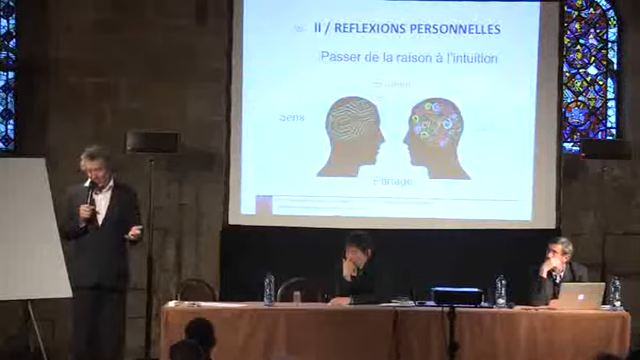 II / REFLEXIONS PERSONNELLES
Passer de la raison à l'intuition
Sens
Partage